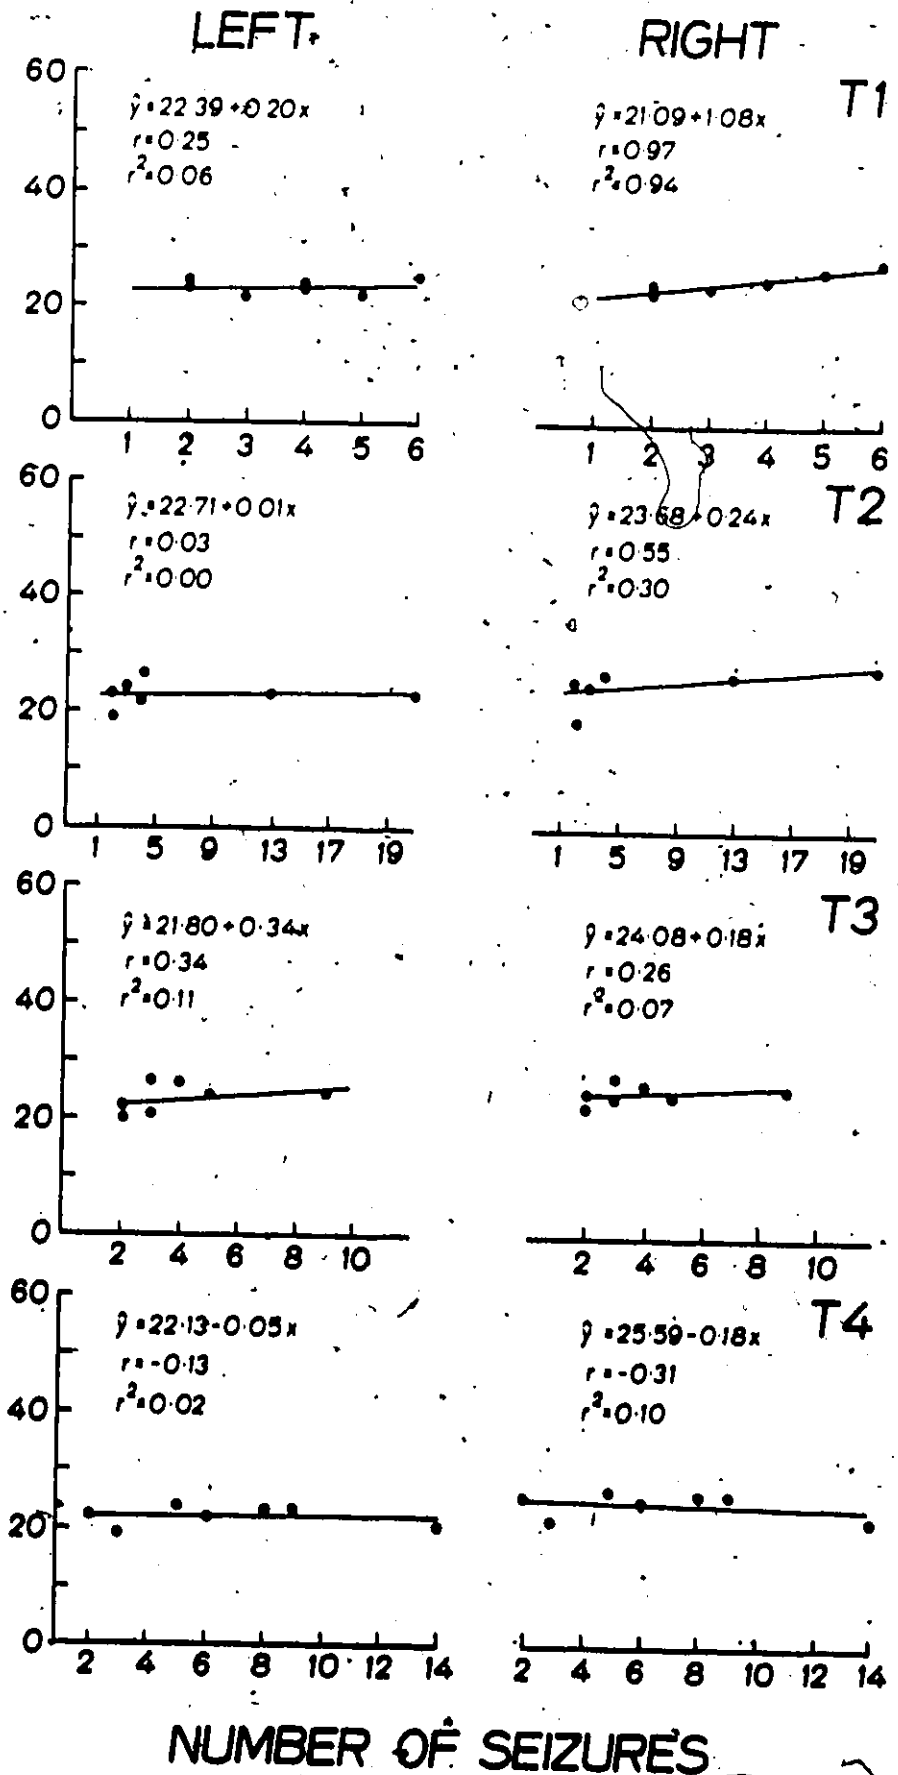 LEFT
RIGHT
T1
60
40
20
0
ŷ=22.39+0.20x
r=0.25
r²=0.06
1 2 3 4 5 6
ŷ=21.09+1.08x
r=0.97
r²=0.94
1 2 3 4 5 6
T2
60
40
20
0
ŷ=22.71+0.01x
r=0.03
r²=0.00
1 5 9 13 17 19
ŷ=23.68+0.24x
r=0.55
r²=0.30
1 5 9 13 17 19
T3
60
40
20
0
ŷ=21.80+0.34x
r=0.34
r²=0.11
2 4 6 8 10
ŷ=24.08+0.18x
r=0.26
r²=0.07
2 4 6 8 10
T4
60
40
20
0
ŷ=22.13-0.05x
r=-0.13
r²=0.02
2 4 6 8 10 12 14
ŷ=25.59-0.18x
r=-0.31
r²=0.10
2 4 6 8 10 12 14
NUMBER OF SEIZURES